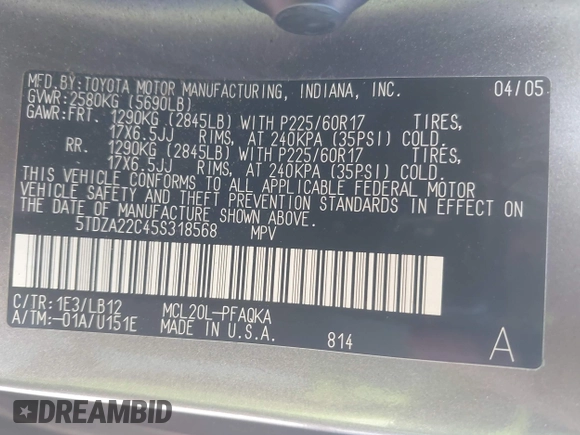 MFD.BY:TOYOTA MOTOR MANUFACTURING, INDIANA, INC. 04/05
GVWR:2580KG (5690LB)
GAWR:FRT. 1290KG (2845LB) WITH P225/60R17 TIRES,
17X6.5JJ RIMS, AT 240KPA (35PSI) COLD.
RR. 1290KG (2845LB) WITH P225/60R17 TIRES,
17X6.5JJ RIMS, AT 240KPA (35PSI) COLD.
THIS VEHICLE CONFORMS TO ALL APPLICABLE FEDERAL MOTOR
VEHICLE SAFETY AND THEFT PREVENTION STANDARDS IN EFFECT ON
THE DATE OF MANUFACTURE SHOWN ABOVE.
5TDZA22C45S318568 MPV
C/TR:1E3/LB12 MCL20L-PFAQKA
A/TM:-01A/U151E MADE IN U.S.A. 814 A
DREAMBID